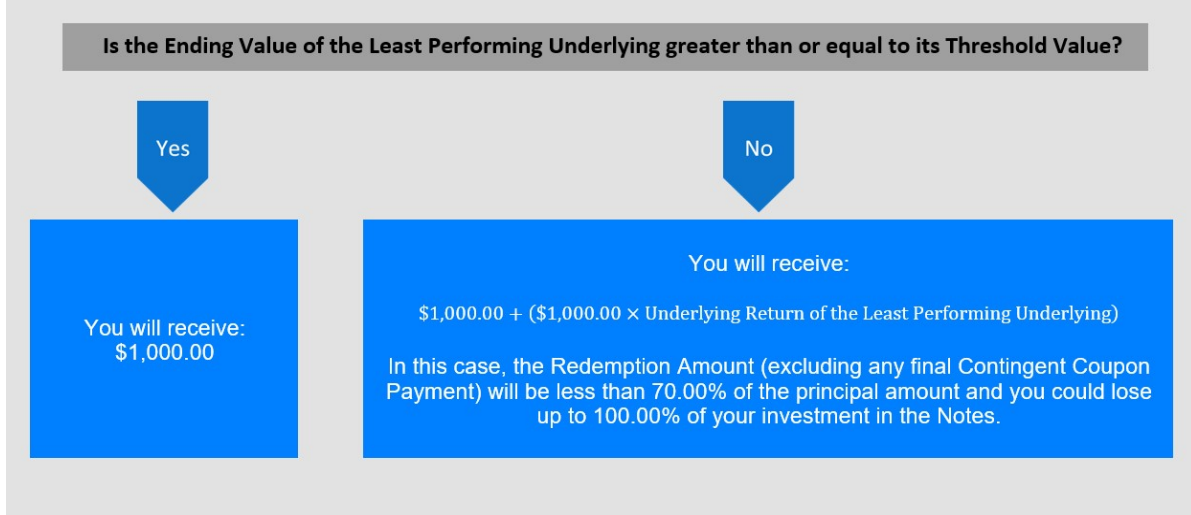 Is the Ending Value of the Least Performing Underlying greater than or equal to its Threshold Value?
Yes
No
You will receive:
$1,000.00
You will receive:
$1,000.00 + ($1,000.00 × Underlying Return of the Least Performing Underlying)
In this case, the Redemption Amount (excluding any final Contingent Coupon
Payment) will be less than 70.00% of the principal amount and you could lose
up to 100.00% of your investment in the Notes.